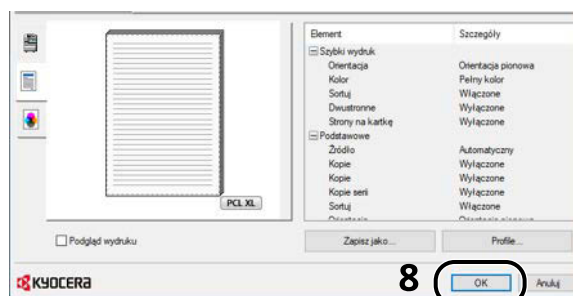 Element Szczegóły
Szybki wydruk
Orientacja Orientacja pionowa
Kolor Pełny kolor
Sortuj Włączone
Dwustronne Wyłączone
Strony na kartkę Wyłączone
Podstawowe
Źródło Automatyczny
Kopie Wyłączone
Kopie Wyłączone
Kopie serii Wyłączone
Sortuj Włączone
PCL XL
Podgląd wydruku
Zapisz jako... Profile...
KYOCERA
8 OK Anuluj